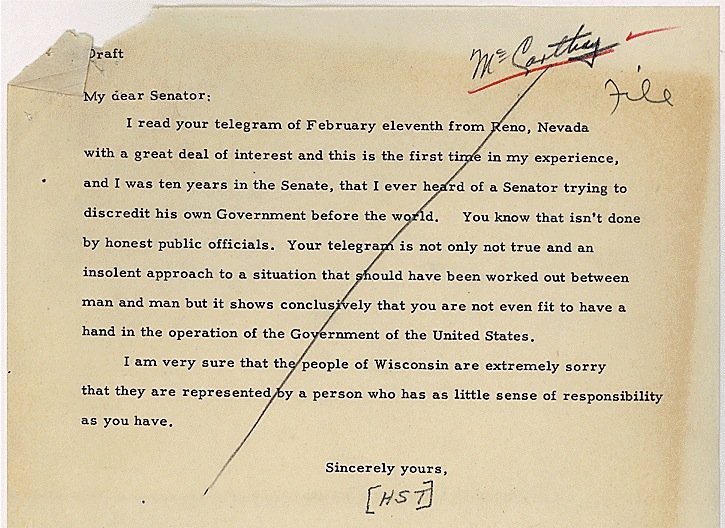 McCarthy
Draft
File
My dear Senator:
I read your telegram of February eleventh from Reno, Nevada
with a great deal of interest and this is the first time in my experience,
and I was ten years in the Senate, that I ever heard of a Senator trying to
discredit his own Government before the world. You know that isn't done
by honest public officials. Your telegram is not only not true and an
insolent approach to a situation that should have been worked out between
man and man but it shows conclusively that you are not even fit to have a
hand in the operation of the Government of the United States.
I am very sure that the people of Wisconsin are extremely sorry
that they are represented by a person who has as little sense of responsibility
as you have.
Sincerely yours,
[HST]